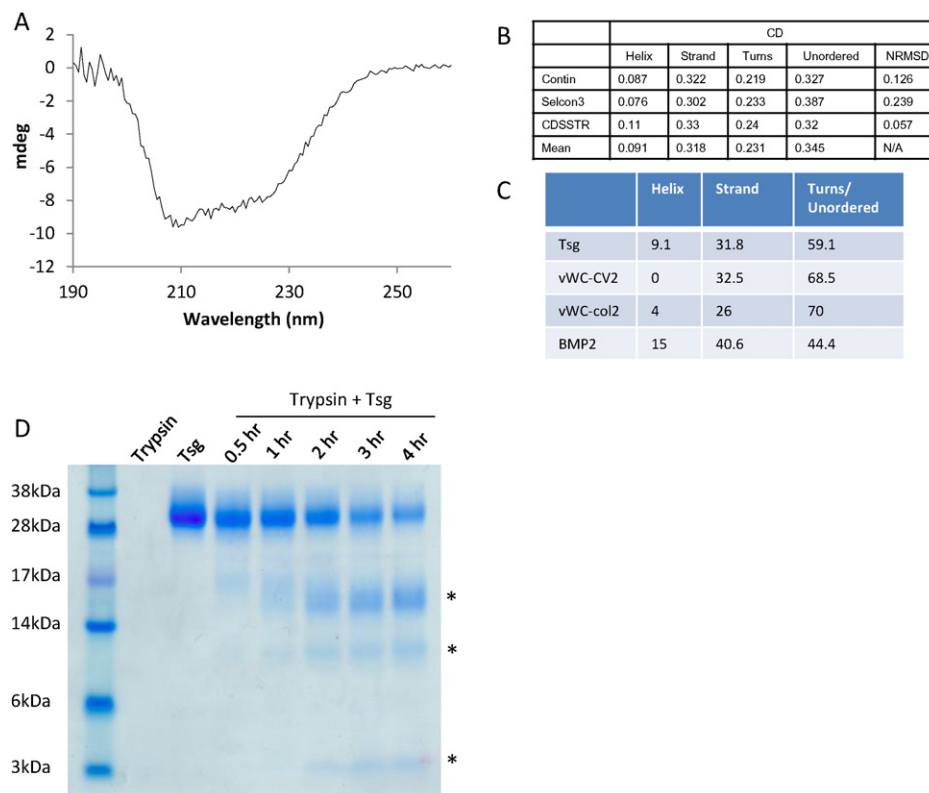 A
2
0
-2
-4
-6
-8
-10
-12
mdeg
190 210 230 250
Wavelength (nm)
B
CD
Helix Strand Turns Unordered NRMSD
Contin 0.087 0.322 0.219 0.327 0.126
Selcon3 0.076 0.302 0.233 0.387 0.239
CDSSTR 0.11 0.33 0.24 0.32 0.057
Mean 0.091 0.318 0.231 0.345 N/A
C
Helix Strand Turns/
Unordered
Tsg 9.1 31.8 59.1
vWC-CV2 0 32.5 68.5
vWC-col2 4 26 70
BMP2 15 40.6 44.4
D
Trypsin + Tsg
Trypsin Tsg 0.5 hr 1 hr 2 hr 3 hr 4 hr
38kDa
28kDa
17kDa
*
14kDa
*
6kDa
*
3kDa